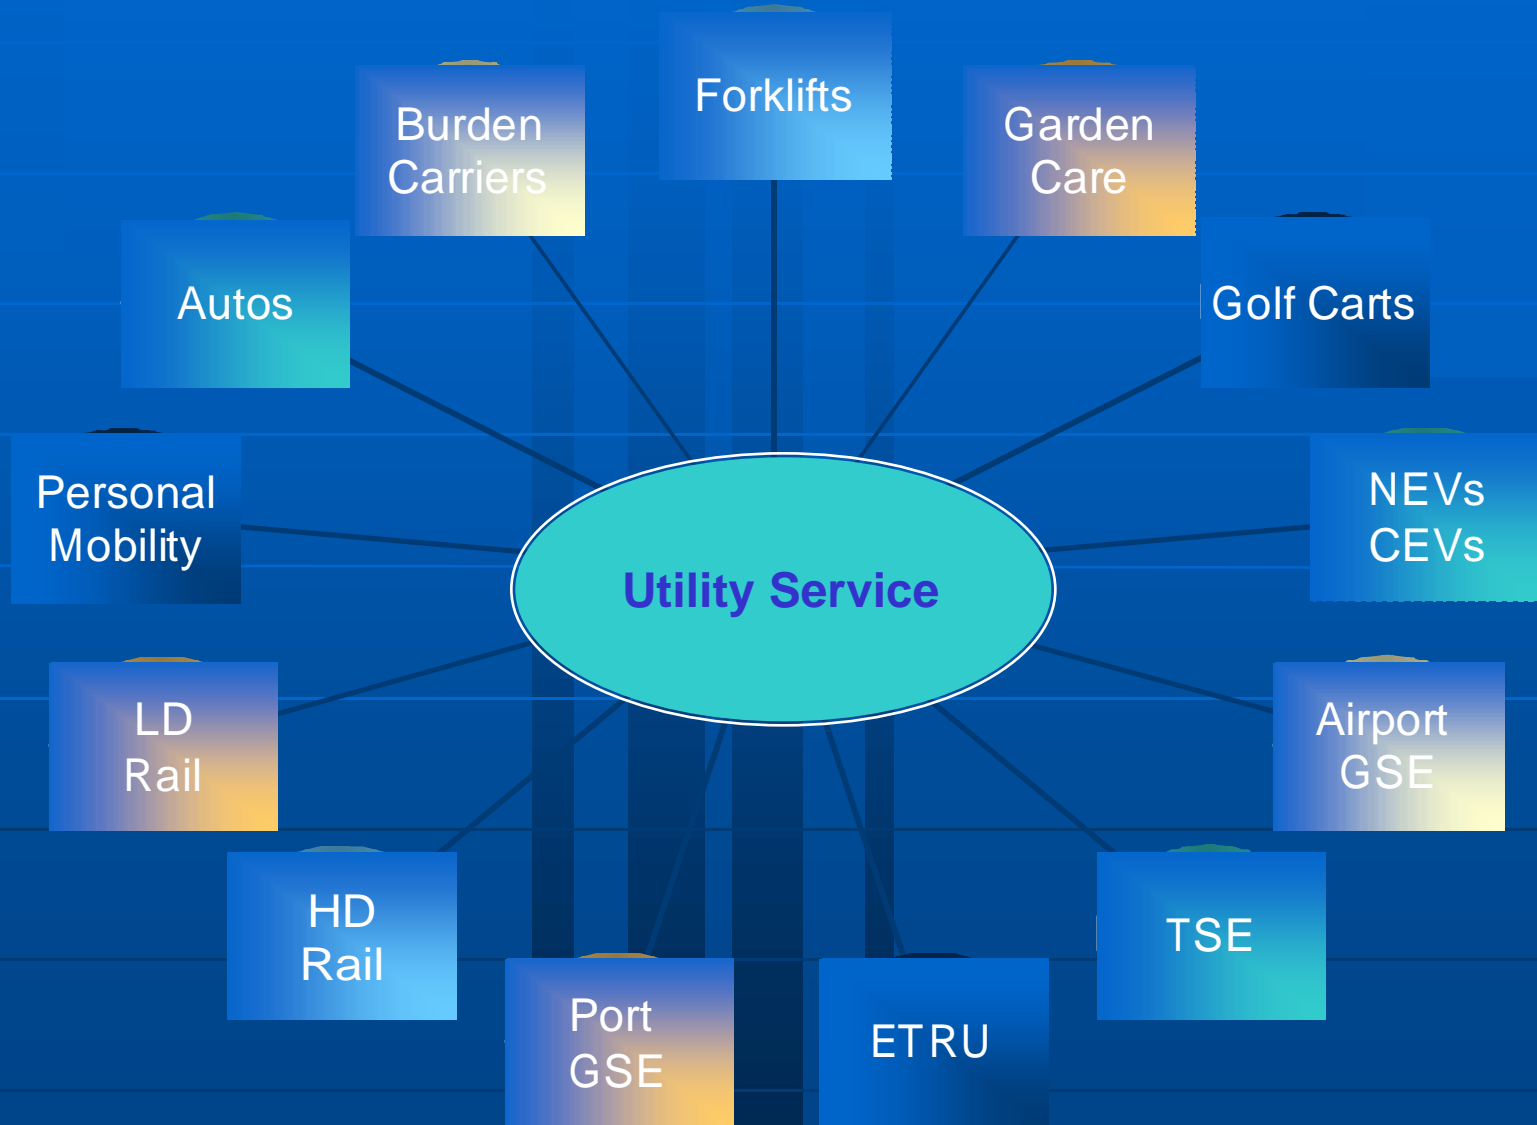 Forklifts
Burden
Carriers
Garden
Care
Autos
Golf Carts
Personal
Mobility
NEVs
CEVs
Utility Service
LD
Rail
Airport
GSE
HD
Rail
TSE
Port
GSE
ETRU